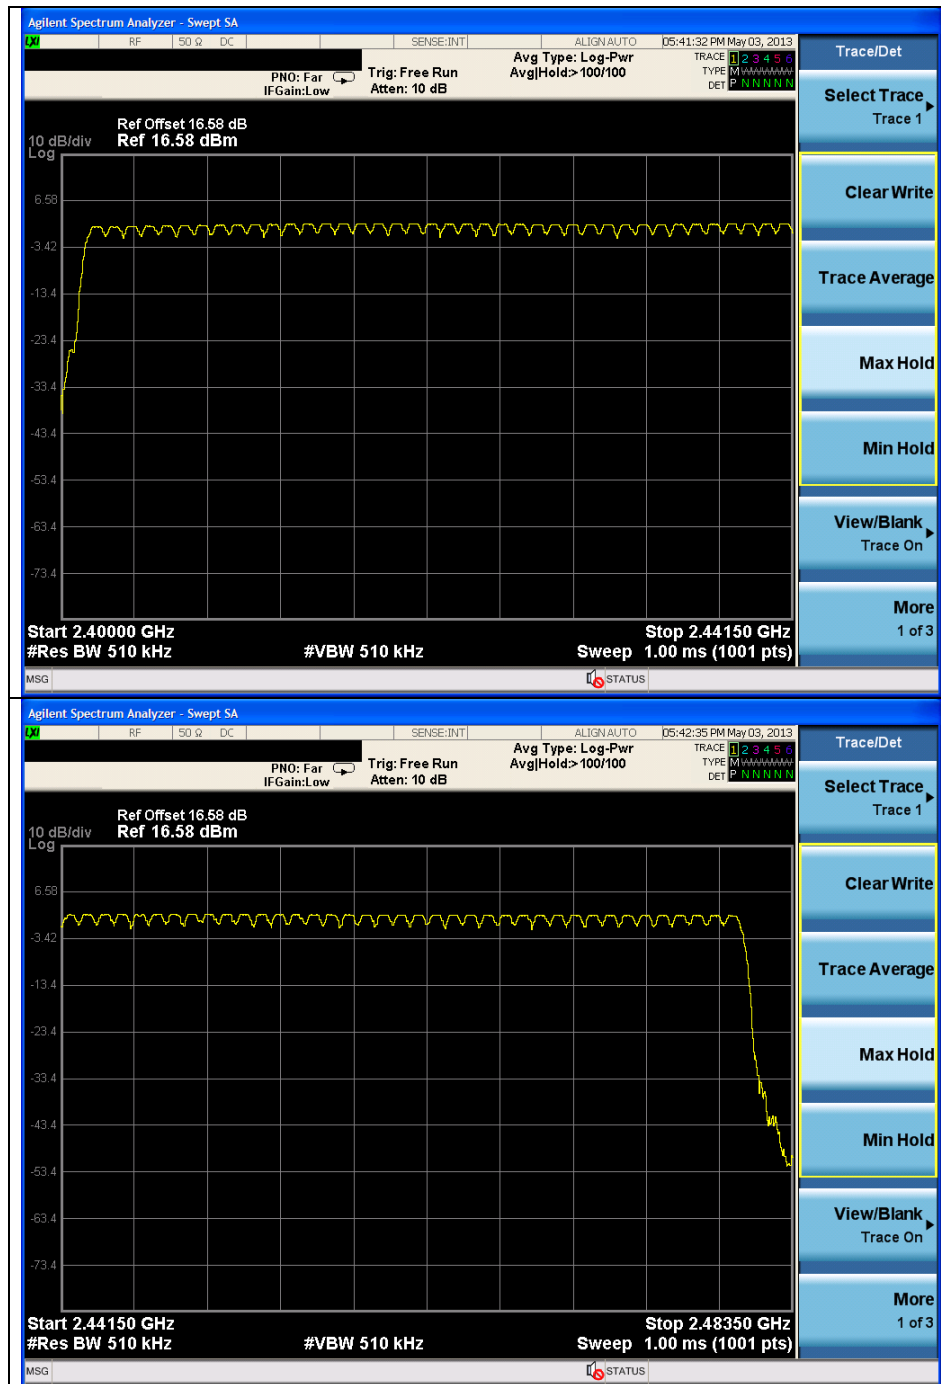 Agilent Spectrum Analyzer - Swept SA
LXI RF 50 Ω DC SENSE:INT ALIGN AUTO 05:41:32 PM May 03, 2013
Avg Type: Log-Pwr TRACE 1 2 3 4 5 6
PNO: Far Trig: Free Run Avg|Hold:>100/100 TYPE M
IFGain:Low Atten: 10 dB DET P N N N N N
Ref Offset 16.58 dB
10 dB/div Ref 16.58 dBm
Log
6.58
-3.42
-13.4
-23.4
-33.4
-43.4
-53.4
-63.4
-73.4
Start 2.40000 GHz Stop 2.44150 GHz
#Res BW 510 kHz #VBW 510 kHz Sweep 1.00 ms (1001 pts)
MSG STATUS
Trace/Det
Select Trace
Trace 1
Clear Write
Trace Average
Max Hold
Min Hold
View/Blank
Trace On
More
1 of 3
Agilent Spectrum Analyzer - Swept SA
LXI RF 50 Ω DC SENSE:INT ALIGN AUTO 05:42:35 PM May 03, 2013
Avg Type: Log-Pwr TRACE 1 2 3 4 5 6
PNO: Far Trig: Free Run Avg|Hold:>100/100 TYPE M
IFGain:Low Atten: 10 dB DET P N N N N N
Ref Offset 16.58 dB
10 dB/div Ref 16.58 dBm
Log
6.58
-3.42
-13.4
-23.4
-33.4
-43.4
-53.4
-63.4
-73.4
Start 2.44150 GHz Stop 2.48350 GHz
#Res BW 510 kHz #VBW 510 kHz Sweep 1.00 ms (1001 pts)
MSG STATUS
Trace/Det
Select Trace
Trace 1
Clear Write
Trace Average
Max Hold
Min Hold
View/Blank
Trace On
More
1 of 3